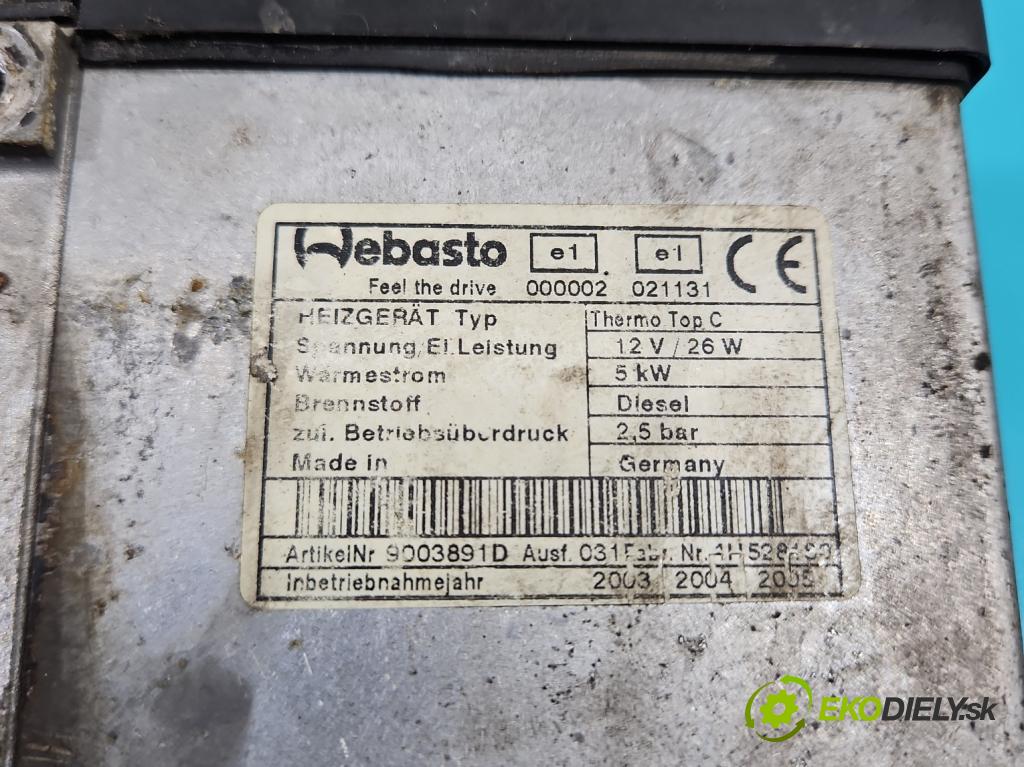 Webasto e1 e1 CE
Feel the drive 000002 021131
HEIZGERÄT Typ Thermo Top C
Spannung/El.Leistung 12 V / 26 W
Wärmestrom 5 kW
Brennstoff Diesel
zul. Betriebsüberdruck 2,5 bar
Made in Germany
ArtikelNr 9003891D Ausf. 031 Fabr. Nr.
Inbetriebnahmejahr 2003 2004 2005
EKODIELY.sk